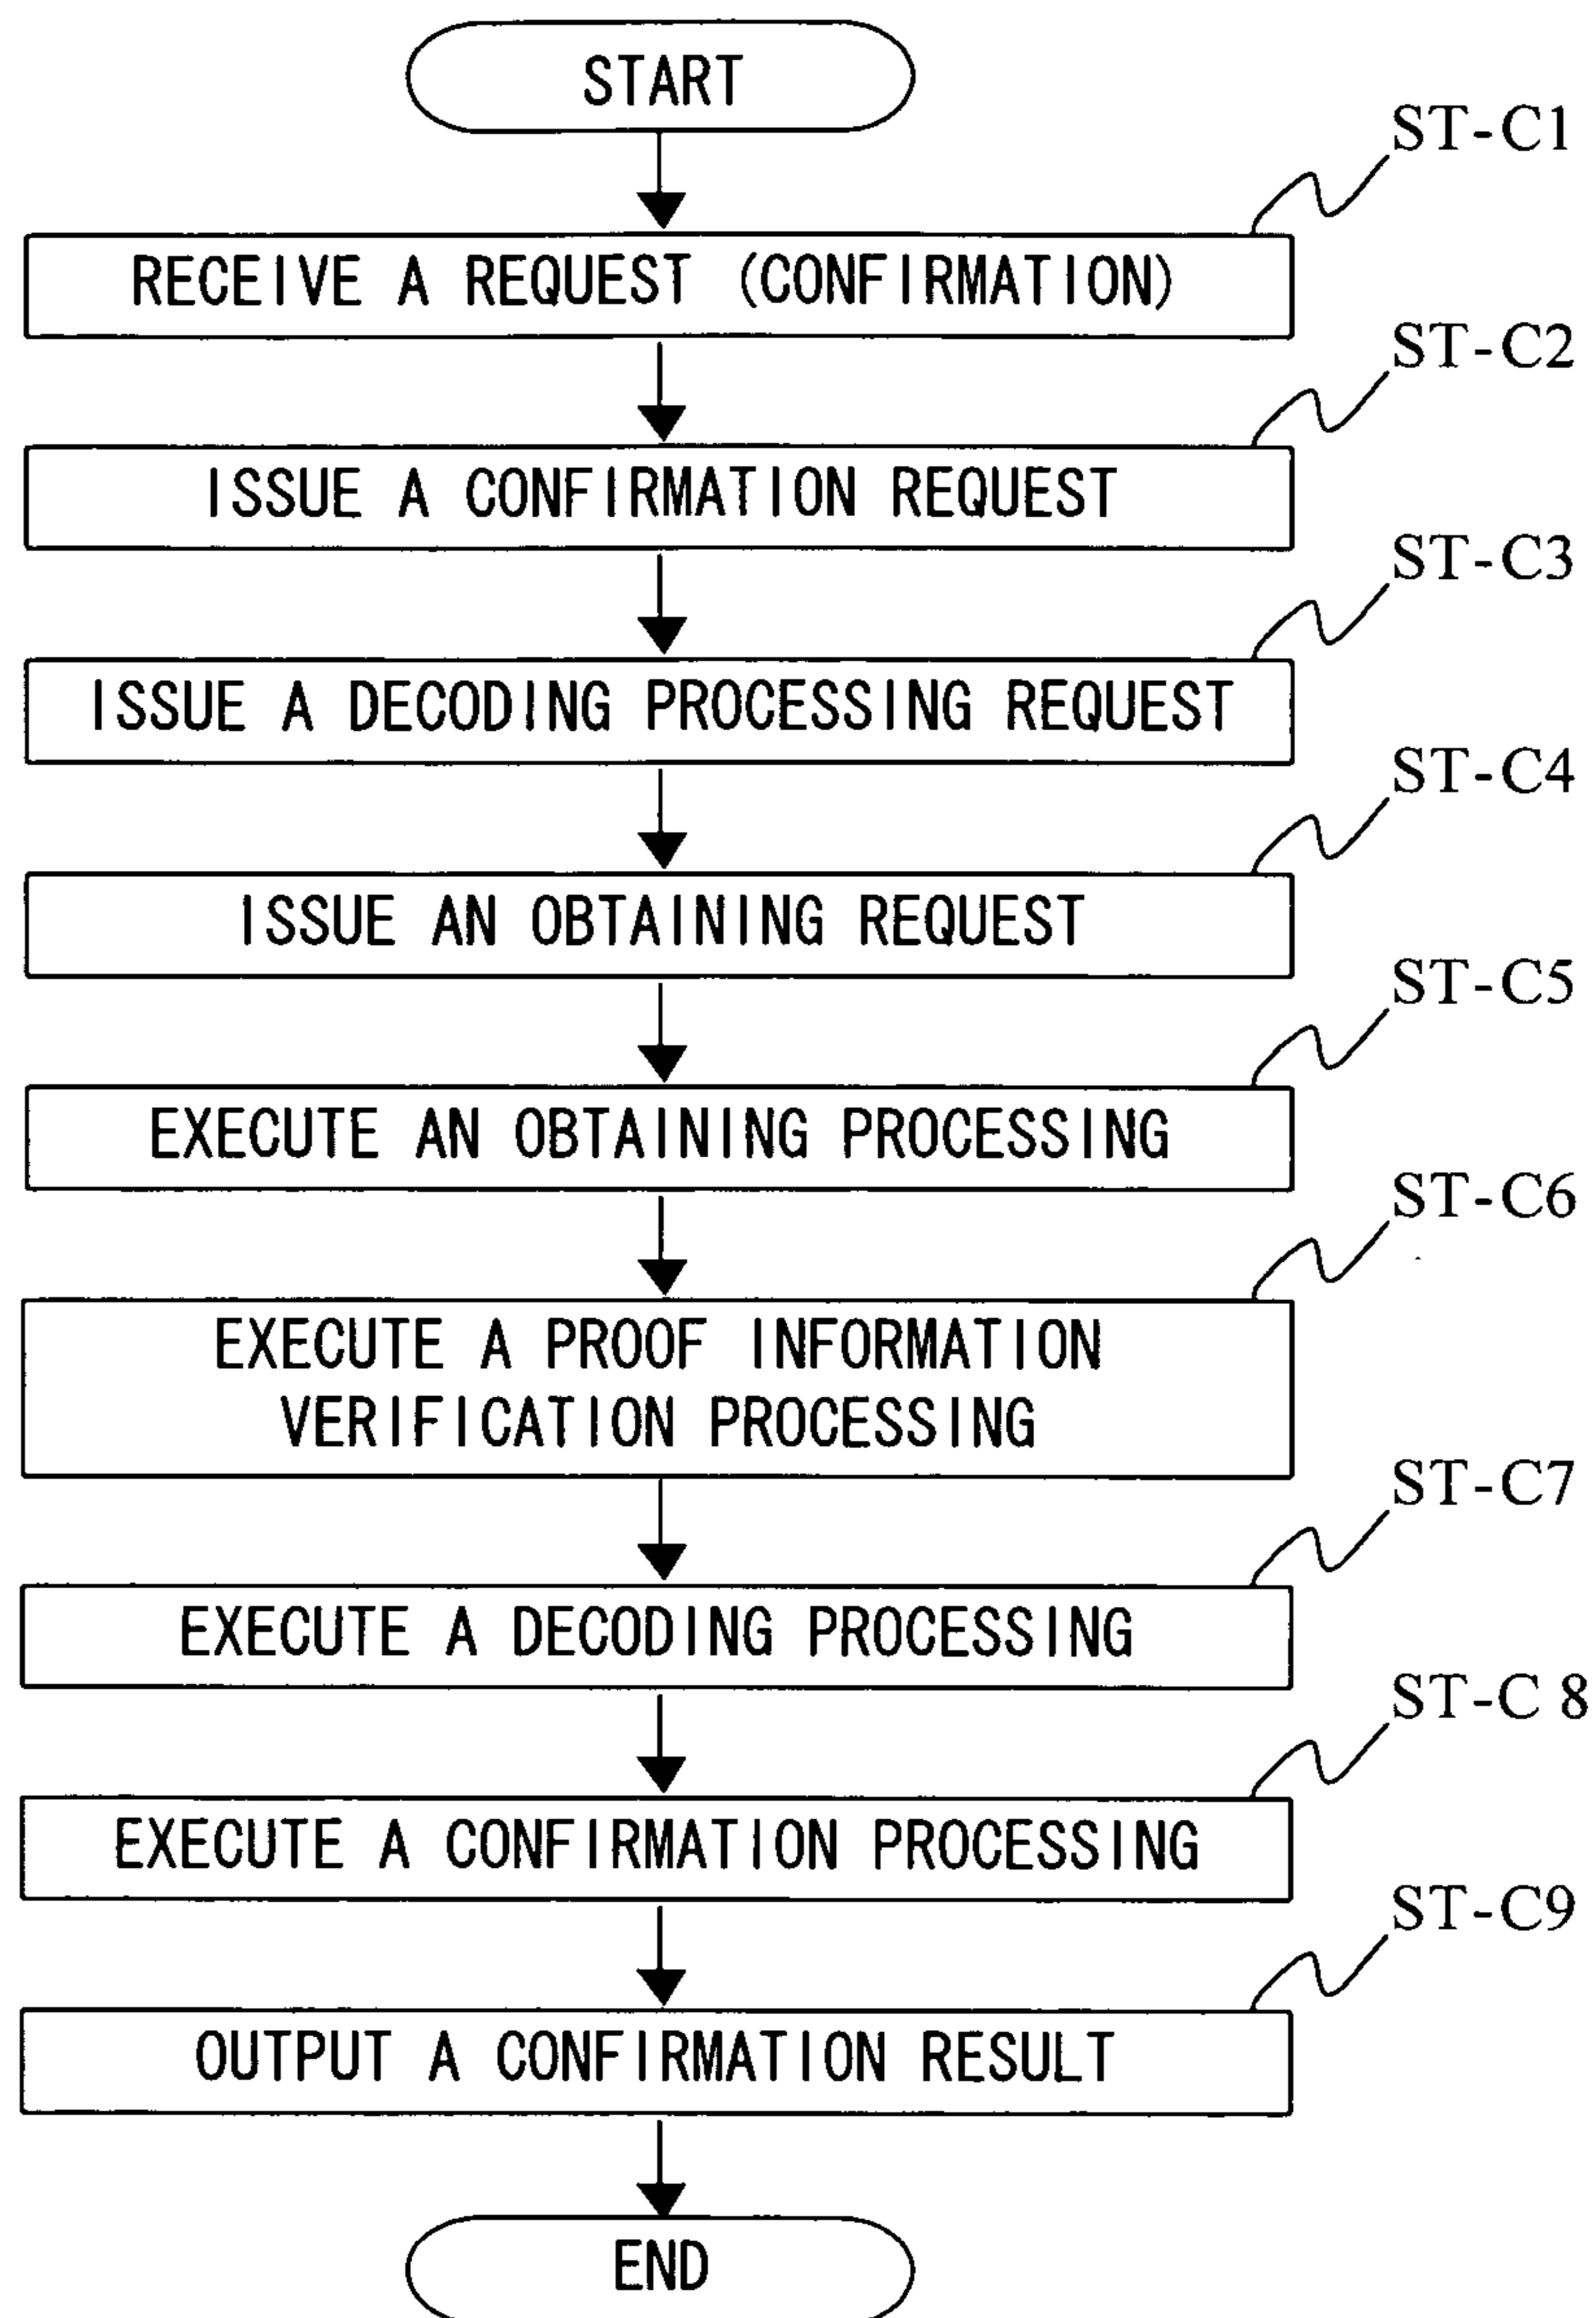 START
ST-C1
RECEIVE A REQUEST (CONFIRMATION)
ST-C2
ISSUE A CONFIRMATION REQUEST
ST-C3
ISSUE A DECODING PROCESSING REQUEST
ST-C4
ISSUE AN OBTAINING REQUEST
ST-C5
EXECUTE AN OBTAINING PROCESSING
ST-C6
EXECUTE A PROOF INFORMATION
VERIFICATION PROCESSING
ST-C7
EXECUTE A DECODING PROCESSING
ST-C 8
EXECUTE A CONFIRMATION PROCESSING
ST-C9
OUTPUT A CONFIRMATION RESULT
END